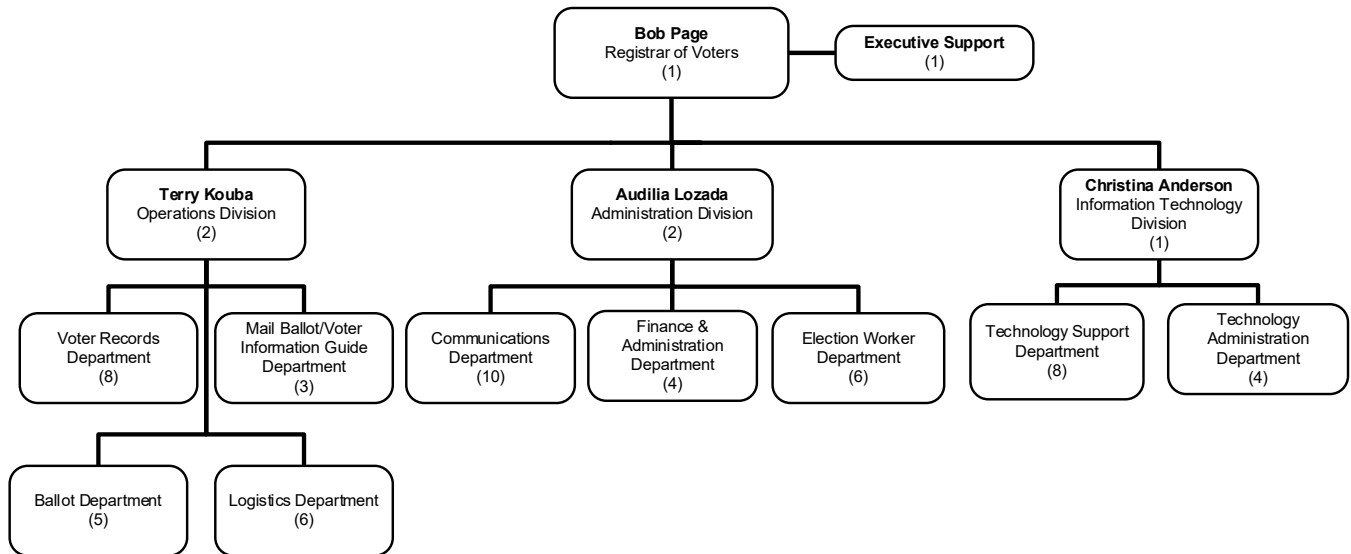 Bob Page
Registrar of Voters
(1)
Executive Support
(1)
Terry Kouba
Operations Division
(2)
Audilia Lozada
Administration Division
(2)
Christina Anderson
Information Technology
Division
(1)
Voter Records
Department
(8)
Mail Ballot/Voter
Information Guide
Department
(3)
Communications
Department
(10)
Finance &
Administration
Department
(4)
Election Worker
Department
(6)
Technology Support
Department
(8)
Technology
Administration
Department
(4)
Ballot Department
(5)
Logistics Department
(6)